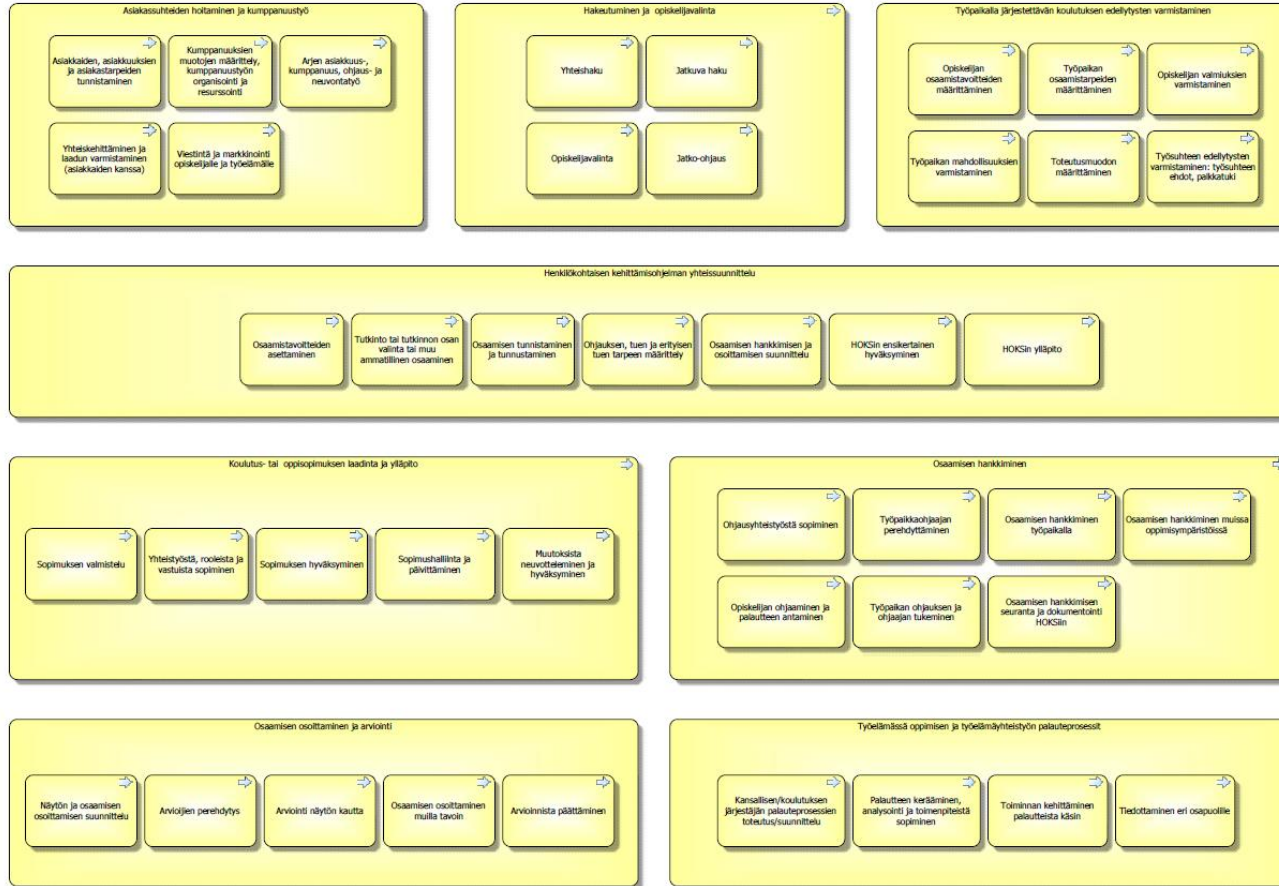 Asiakassuhteiden hoitaminen ja kumppanuustyö
Asiakkaiden, asiakkuuksien
ja asiakastarpeiden
tunnistaminen
Kumppanuuksien
muotojen määrittely,
kumppanuustyön
organisointi ja
resurssointi
Arjen asiakkuus-,
kumppanuus, ohjaus- ja
neuvontatyö
Yhteiskehittäminen ja
laadun varmistaminen
(asiakkaiden kanssa)
Viestintä ja markkinointi
opiskelijalle ja työelämälle
Hakeutuminen ja opiskelijavalinta
Yhteishaku
Jatkuva haku
Opiskelijavalinta
Jatko-ohjaus
Työpaikalla järjestettävän koulutuksen edellytysten varmistaminen
Opiskelijan
osaamistavoitteiden
määrittäminen
Työpaikan
osaamistarpeiden
määrittäminen
Opiskelijan valmiuksien
varmistaminen
Työpaikan mahdollisuuksien
varmistaminen
Toteutusmuodon
määrittäminen
Työsuhteen edellytysten
varmistaminen: työsuhteen
ehdot, palkkatuki
Henkilökohtaisen kehittämisohjelman yhteissuunnittelu
Osaamistavoitteiden
asettaminen
Tutkinto tai tutkinnon osan
valinta tai muu
ammatillinen osaaminen
Osaamisen tunnistaminen
ja tunnustaminen
Ohjauksen, tuen ja erityisen
tuen tarpeen määrittely
Osaamisen hankkimisen ja
osoittamisen suunnittelu
HOKSin ensikertainen
hyväksyminen
HOKSin ylläpito
Koulutus- tai oppisopimuksen laadinta ja ylläpito
Sopimuksen valmistelu
Yhteistyöstä, rooleista ja
vastuista sopiminen
Sopimuksen hyväksyminen
Sopimushallinta ja
päivittäminen
Muutoksista
neuvotteleminen ja
hyväksyminen
Osaamisen hankkiminen
Ohjausyhteistyöstä sopiminen
Työpaikkaohjaajan
perehdyttäminen
Osaamisen hankkiminen
työpaikalla
Osaamisen hankkiminen muissa
oppimisympäristöissä
Opiskelijan ohjaaminen ja
palautteen antaminen
Työpaikan ohjauksen ja
ohjaajan tukeminen
Osaamisen hankkimisen
seuranta ja dokumentointi
HOKSiin
Osaamisen osoittaminen ja arviointi
Näytön ja osaamisen
osoittamisen suunnittelu
Arvioijien perehdytys
Arviointi näytön kautta
Osaamisen osoittaminen
muilla tavoin
Arvioinnista päättäminen
Työelämässä oppimisen ja työelämäyhteistyön palauteprosessit
Kansallisen/koulutuksen
järjestäjän palauteprosessien
toteutus/suunnittelu
Palautteen kerääminen,
analysointi ja toimenpiteistä
sopiminen
Toiminnan kehittäminen
palautteista käsin
Tiedottaminen eri osapuolille